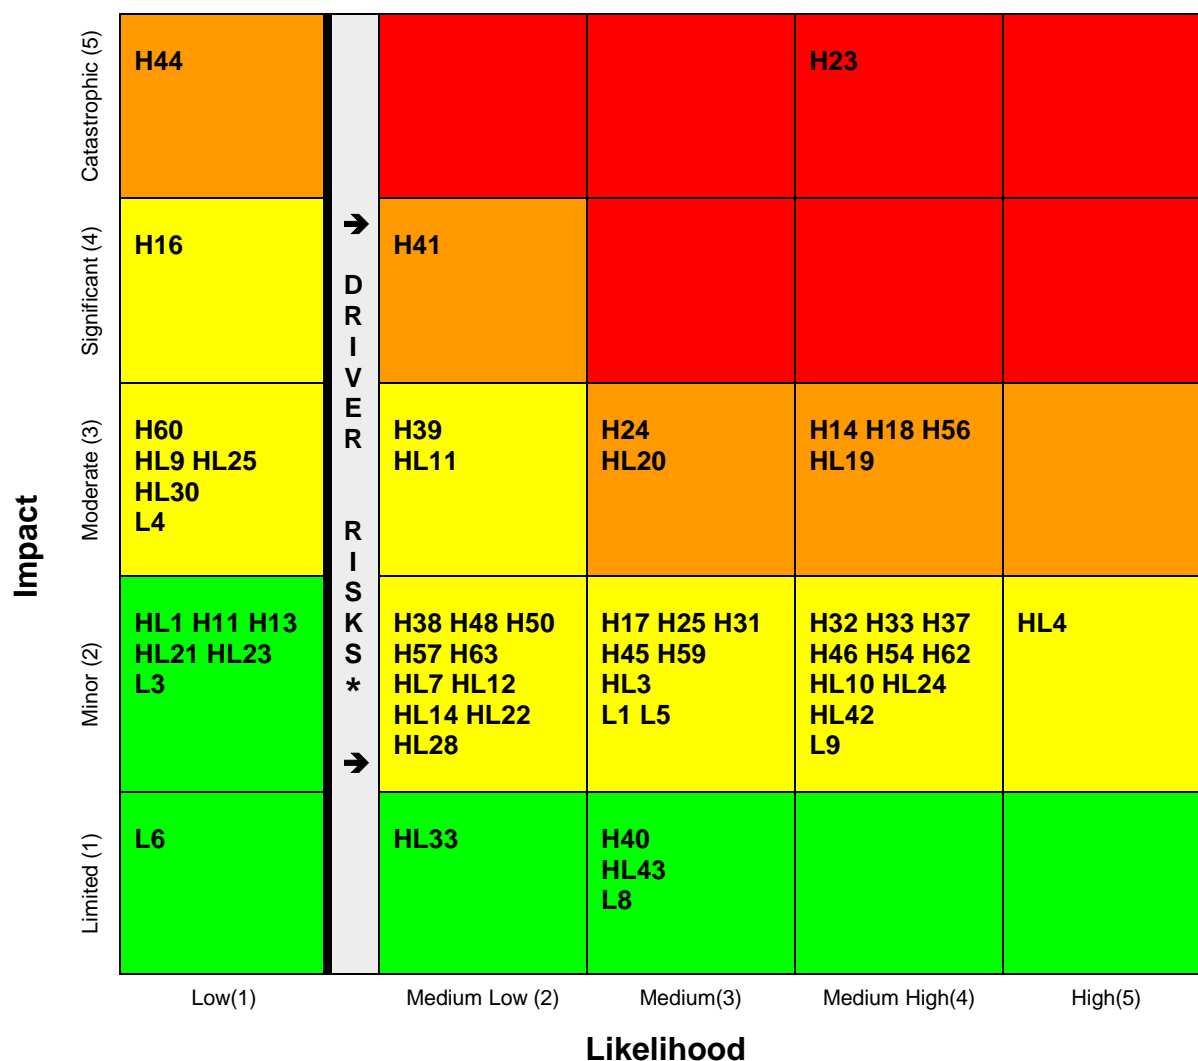 Impact
Catastrophic (5)
H44
H23
Significant (4)
H16
H41
Moderate (3)
H60
HL9 HL25
HL30
L4
H39
HL11
H24
HL20
H14 H18 H56
HL19
Minor (2)
HL1 H11 H13
HL21 HL23
L3
H38 H48 H50
H57 H63
HL7 HL12
HL14 HL22
HL28
H17 H25 H31
H45 H59
HL3
L1 L5
H32 H33 H37
H46 H54 H62
HL10 HL24
HL42
L9
HL4
Limited (1)
L6
HL33
H40
HL43
L8
➔ DRIVER RISKS* ➔
Low(1)
Medium Low (2)
Medium(3)
Medium High(4)
High(5)
Likelihood